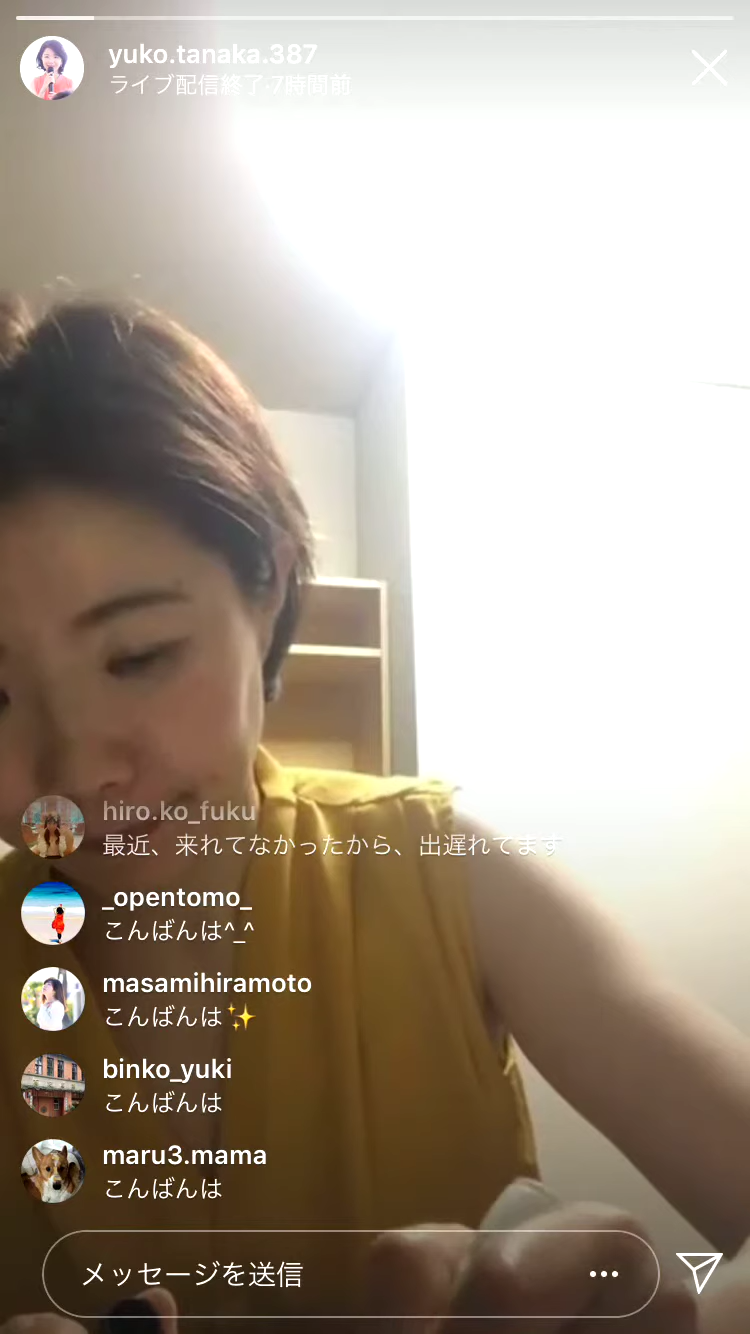 yuko.tanaka.387
ライブ配信終了·7時間前
hiro.ko_fuku
最近、来れてなかったから、出遅れてます
_opentomo_
こんばんは^_^
masamihiramoto
こんばんは✨
binko_yuki
こんばんは
maru3.mama
こんばんは
メッセージを送信